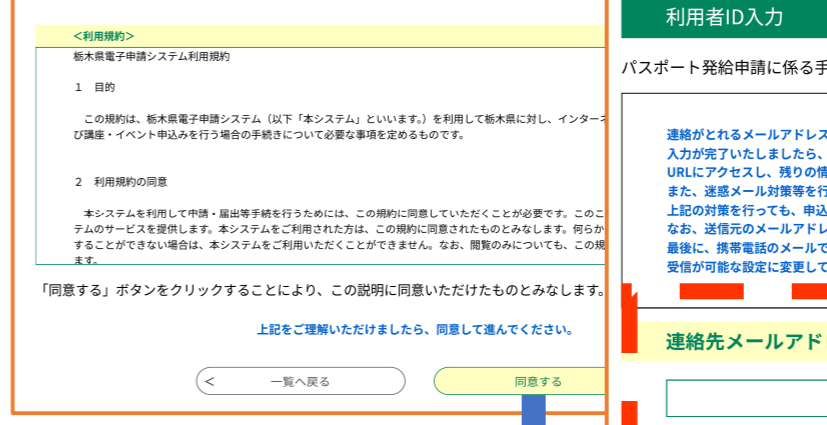 ＜利用規約＞
栃木県電子申請システム利用規約
１　目的
この規約は、栃木県電子申請システム（以下「本システム」といいます。）を利用して栃木県に対し、インターネ
び講座・イベント申込みを行う場合の手続きについて必要な事項を定めるものです。
２　利用規約の同意
本システムを利用して申請・届出等手続を行うためには、この規約に同意していただくことが必要です。このこ
テムのサービスを提供します。本システムをご利用された方は、この規約に同意されたものとみなします。何らか
することができない場合は、本システムをご利用いただくことができません。なお、閲覧のみについても、この規
ます。
「同意する」ボタンをクリックすることにより、この説明に同意いただけたものとみなします。
上記をご理解いただけましたら、同意して進んでください。
＜　一覧へ戻る
同意する
利用者ID入力
パスポート発給申請に係る手
連絡がとれるメールアドレス
入力が完了いたしましたら、
URLにアクセスし、残りの情
また、迷惑メール対策等を行
上記の対策を行っても、申込
なお、送信元のメールアドレ
最後に、携帯電話のメールで
受信が可能な設定に変更して
連絡先メールアド